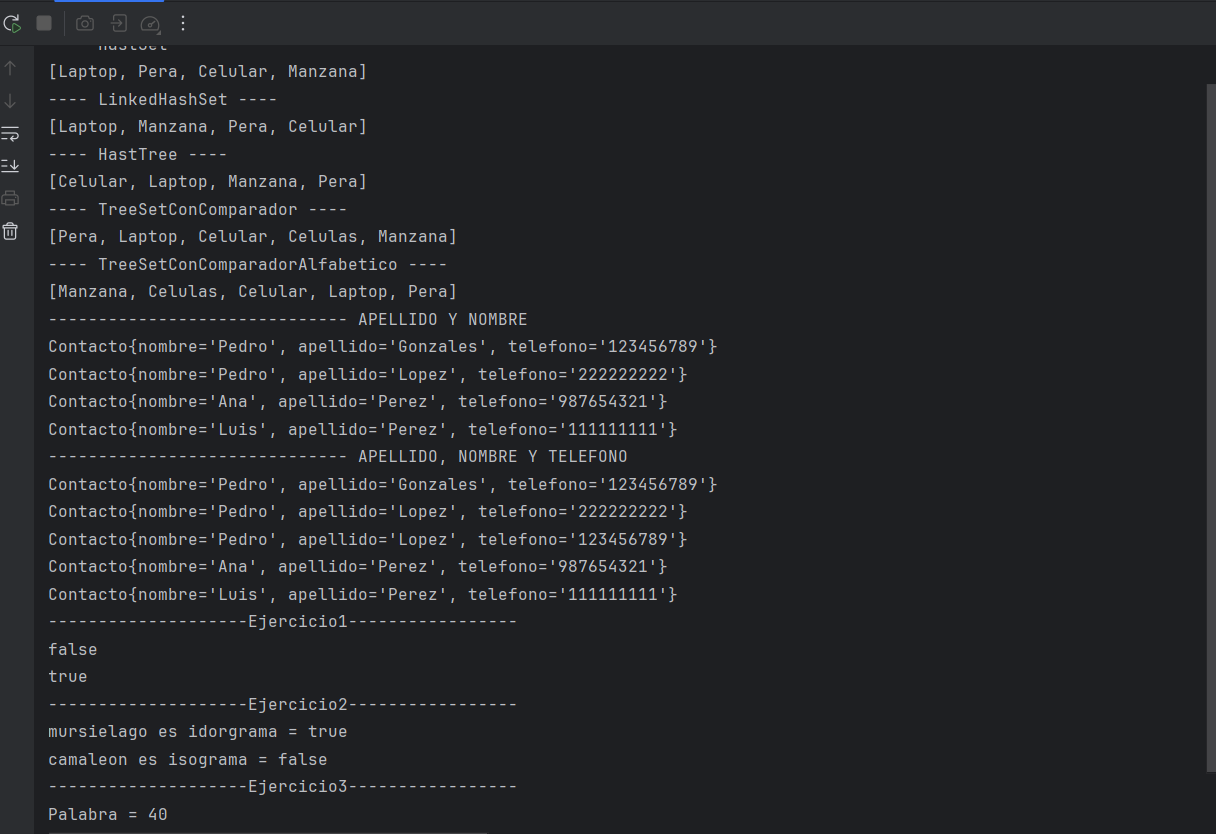 HastSet
[Laptop, Pera, Celular, Manzana]
---- LinkedHashSet ----
[Laptop, Manzana, Pera, Celular]
---- HastTree ----
[Celular, Laptop, Manzana, Pera]
---- TreeSetConComparador ----
[Pera, Laptop, Celular, Celulas, Manzana]
---- TreeSetConComparadorAlfabetico ----
[Manzana, Celulas, Celular, Laptop, Pera]
------------------------------ APELLIDO Y NOMBRE
Contacto{nombre='Pedro', apellido='Gonzales', telefono='123456789'}
Contacto{nombre='Pedro', apellido='Lopez', telefono='222222222'}
Contacto{nombre='Ana', apellido='Perez', telefono='987654321'}
Contacto{nombre='Luis', apellido='Perez', telefono='111111111'}
------------------------------ APELLIDO, NOMBRE Y TELEFONO
Contacto{nombre='Pedro', apellido='Gonzales', telefono='123456789'}
Contacto{nombre='Pedro', apellido='Lopez', telefono='222222222'}
Contacto{nombre='Pedro', apellido='Lopez', telefono='123456789'}
Contacto{nombre='Ana', apellido='Perez', telefono='987654321'}
Contacto{nombre='Luis', apellido='Perez', telefono='111111111'}
--------------------Ejercicio1-----------------
false
true
--------------------Ejercicio2-----------------
mursielago es idorgrama = true
camaleon es isograma = false
--------------------Ejercicio3-----------------
Palabra = 40